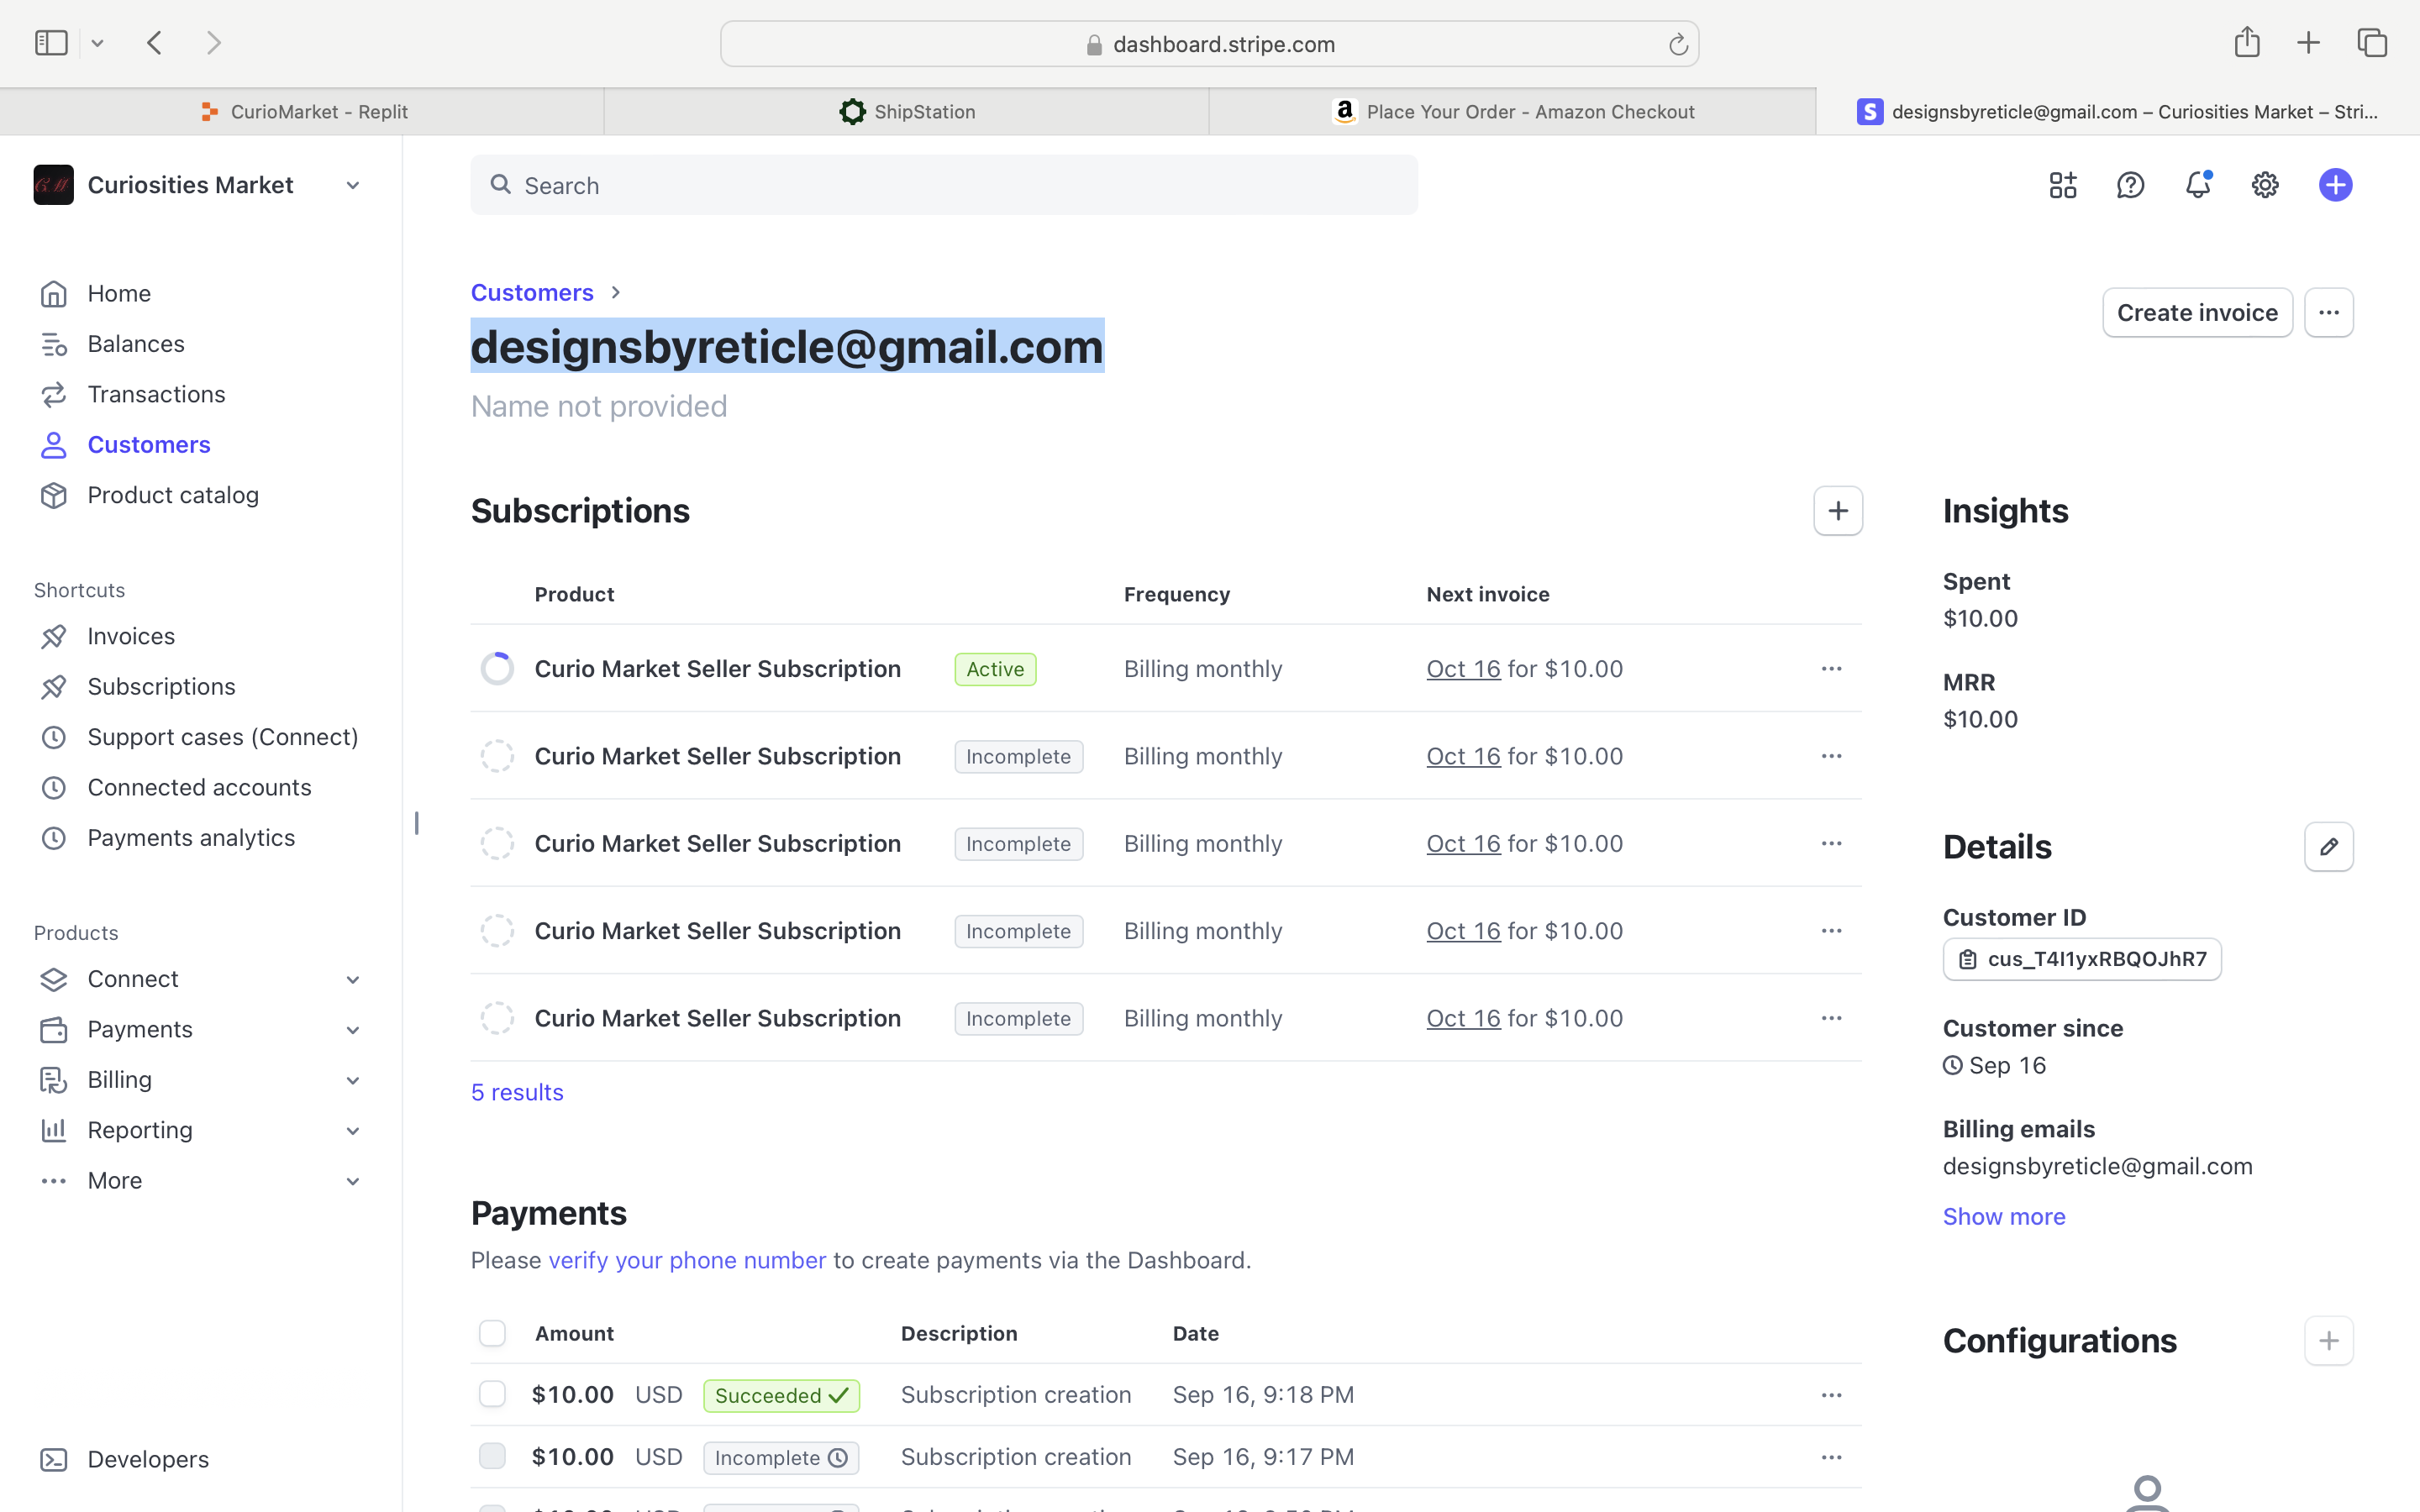 dashboard.stripe.com
CurioMarket - Replit
ShipStation
Place Your Order - Amazon Checkout
designsbyreticle@gmail.com – Curiosities Market – Stri...
Curiosities Market
Search
Home
Balances
Transactions
Customers
Product catalog
Shortcuts
Invoices
Subscriptions
Support cases (Connect)
Connected accounts
Payments analytics
Products
Connect
Payments
Billing
Reporting
More
Developers
Customers
designsbyreticle@gmail.com
Name not provided
Create invoice
Subscriptions
Product Frequency Next invoice
Curio Market Seller Subscription Active Billing monthly Oct 16 for $10.00
Curio Market Seller Subscription Incomplete Billing monthly Oct 16 for $10.00
Curio Market Seller Subscription Incomplete Billing monthly Oct 16 for $10.00
Curio Market Seller Subscription Incomplete Billing monthly Oct 16 for $10.00
Curio Market Seller Subscription Incomplete Billing monthly Oct 16 for $10.00
5 results
Payments
Please verify your phone number to create payments via the Dashboard.
Amount Description Date
$10.00 USD Succeeded Subscription creation Sep 16, 9:18 PM
$10.00 USD Incomplete Subscription creation Sep 16, 9:17 PM
Insights
Spent
$10.00
MRR
$10.00
Details
Customer ID
cus_T4I1yxRBQOJhR7
Customer since
Sep 16
Billing emails
designsbyreticle@gmail.com
Show more
Configurations